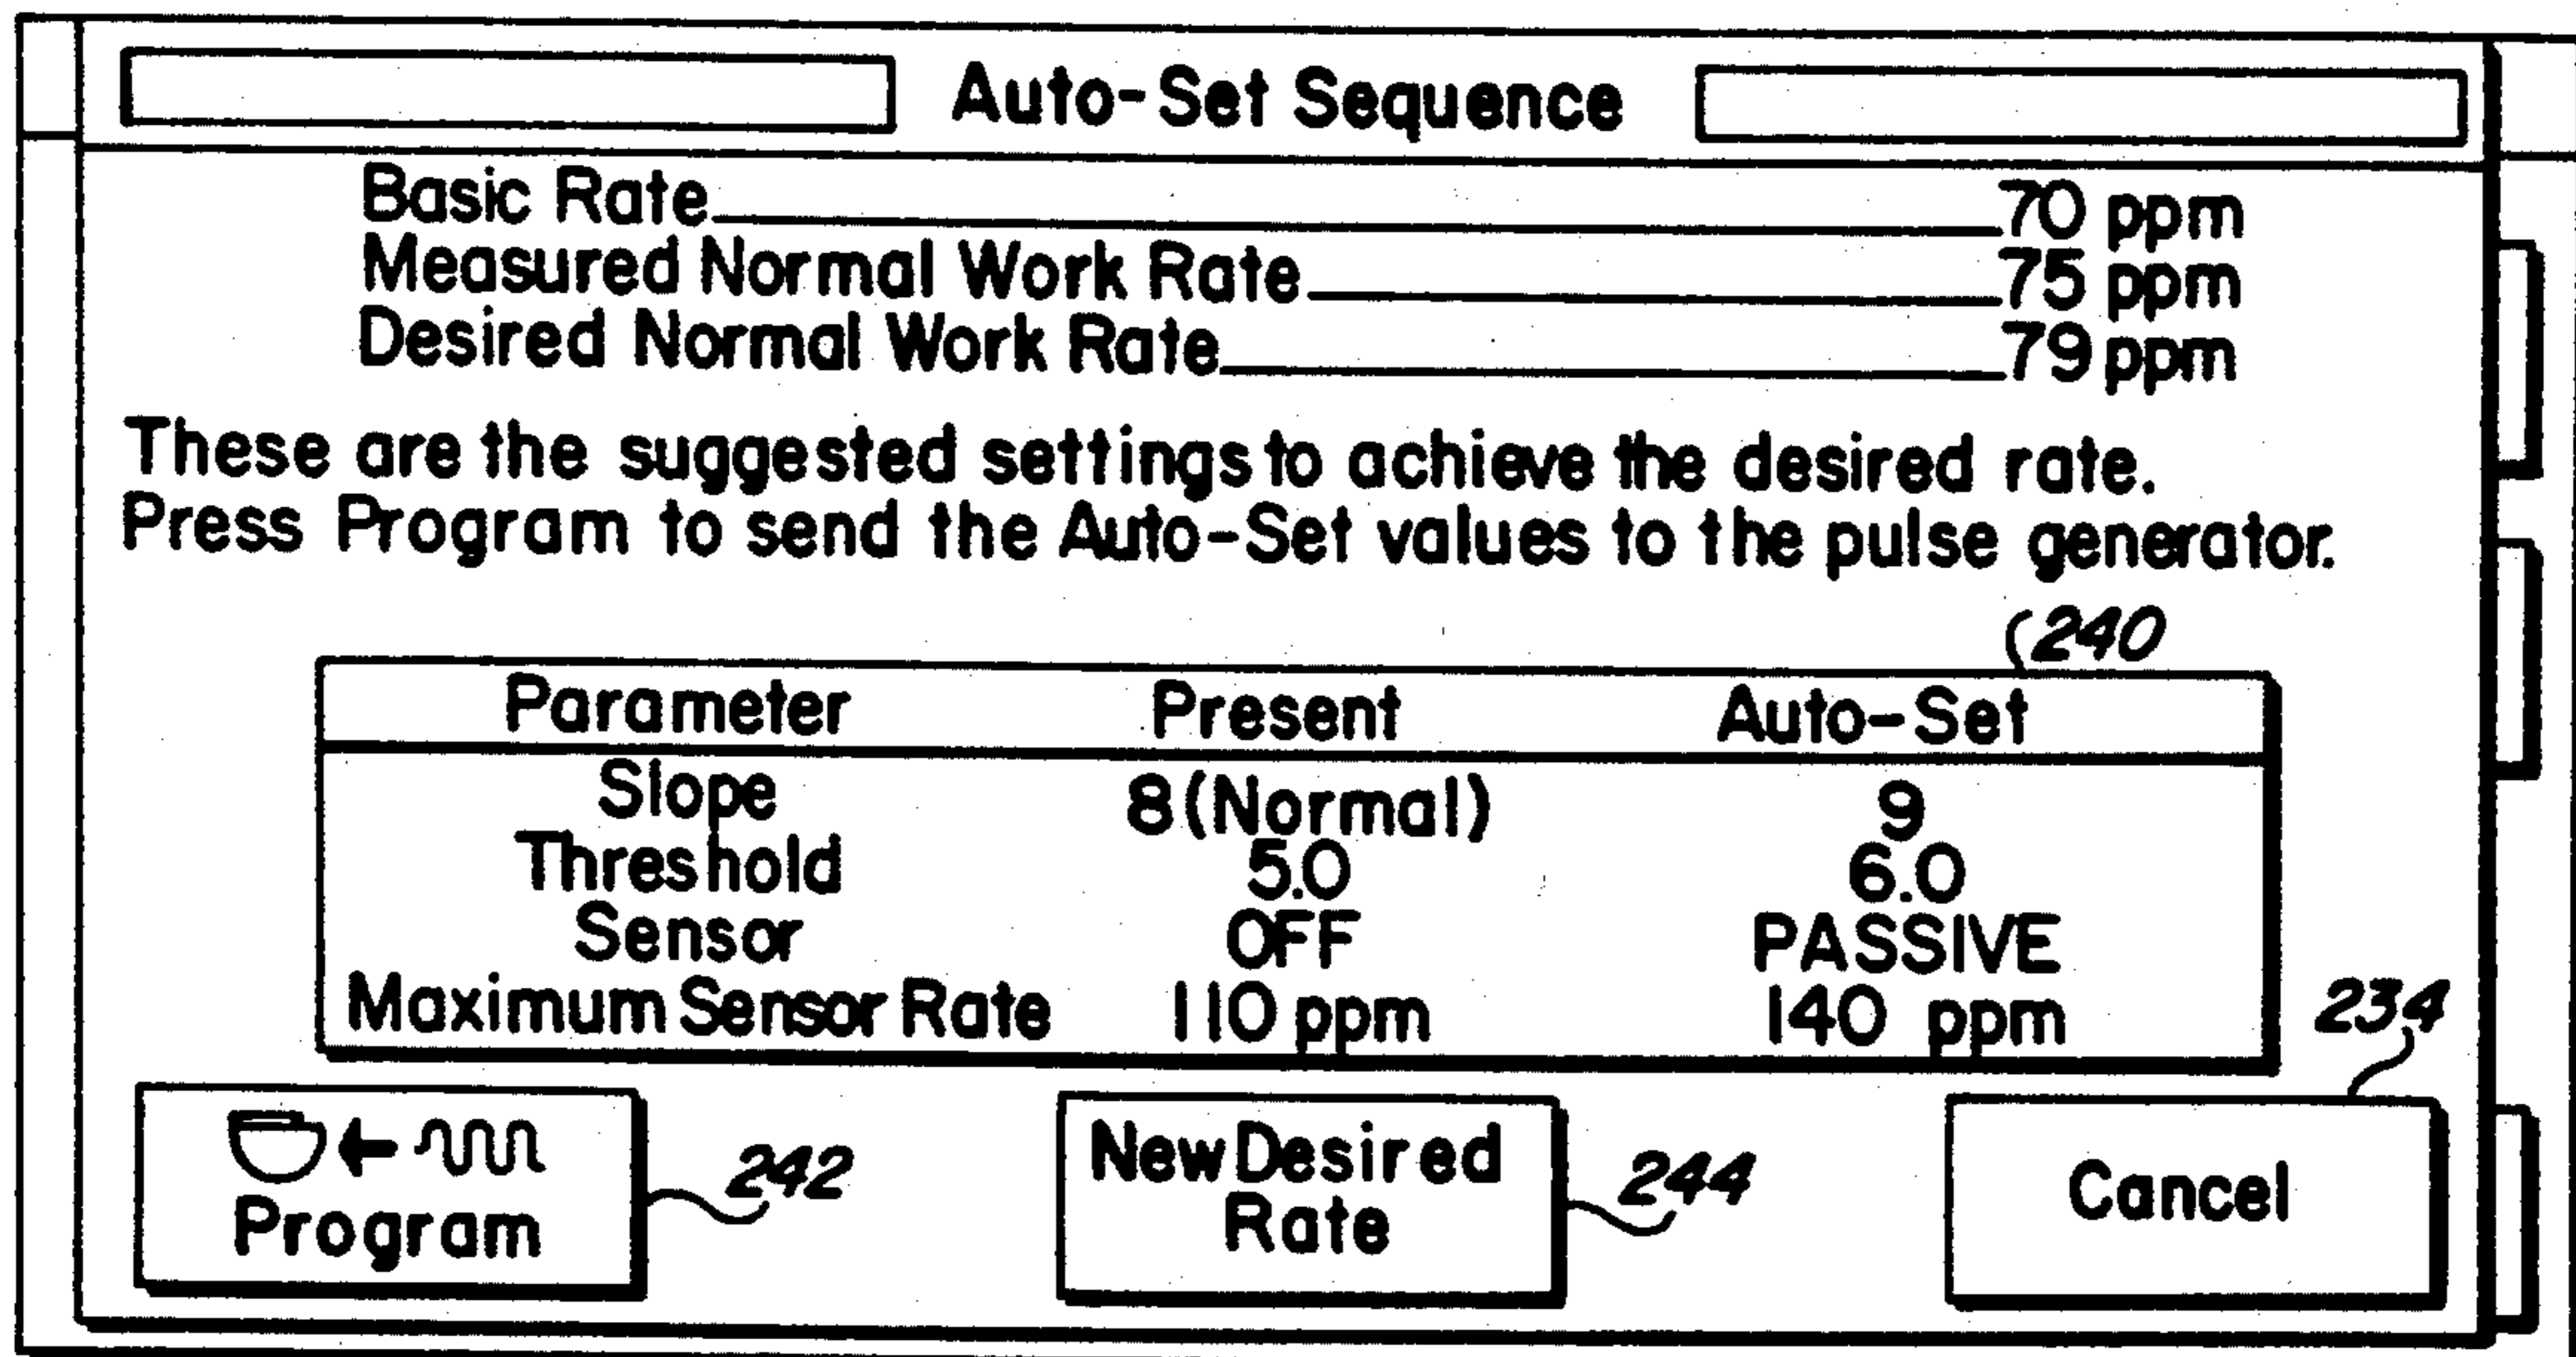 Auto-Set Sequence
Basic Rate 70 ppm
Measured Normal Work Rate 75 ppm
Desired Normal Work Rate 79 ppm
These are the suggested settings to achieve the desired rate.
Press Program to send the Auto-Set values to the pulse generator.
240
Parameter Present Auto-Set
Slope 8 (Normal) 9
Threshold 5.0 6.0
Sensor OFF PASSIVE
Maximum Sensor Rate 110 ppm 140 ppm
234
Program
242
New Desired
Rate
244
Cancel